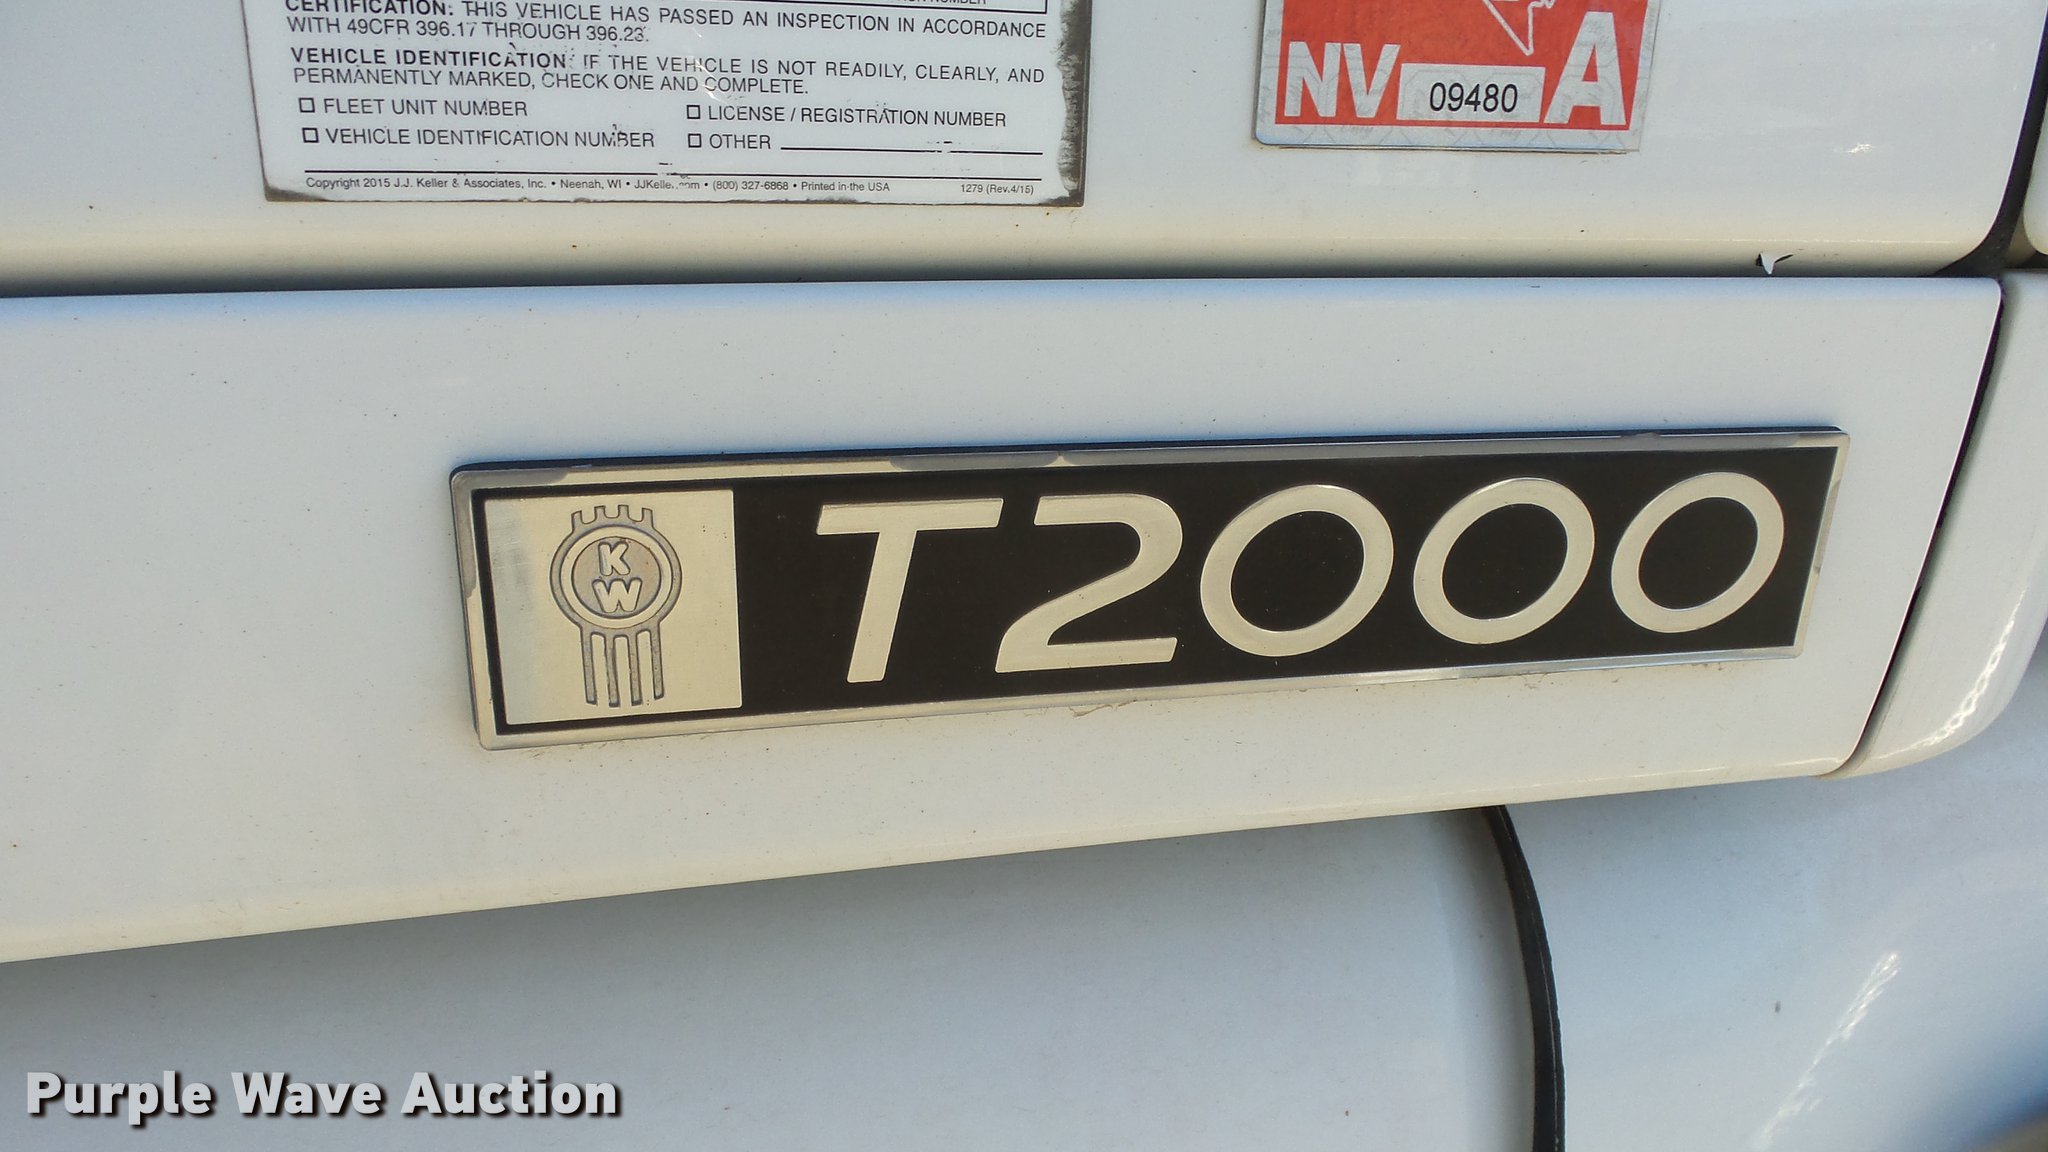 CERTIFICATION: THIS VEHICLE HAS PASSED AN INSPECTION IN ACCORDANCE
WITH 49CFR 396.17 THROUGH 396.23.
VEHICLE IDENTIFICATION: IF THE VEHICLE IS NOT READILY, CLEARLY, AND
PERMANENTLY MARKED, CHECK ONE AND COMPLETE.
FLEET UNIT NUMBER
LICENSE / REGISTRATION NUMBER
VEHICLE IDENTIFICATION NUMBER
OTHER
Copyright 2015 J.J. Keller & Associates, Inc. • Neenah, WI • JJKeller.com • (800) 327-6868 • Printed in the USA
1279 (Rev.4/15)
NV 09480 A
KW
T2000
Purple Wave Auction